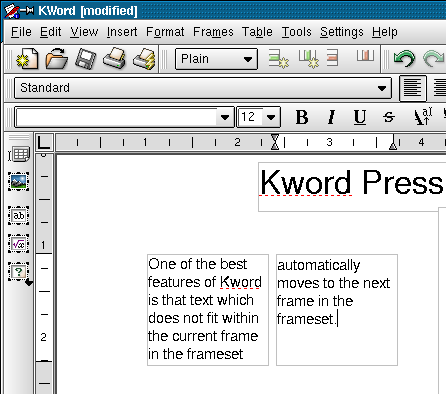 KWord [modified]
File Edit View Insert Format Frames Table Tools Settings Help
Plain
Standard
12 B I U S
1 2 3 4
Kword Press
1
2
One of the best
features of Kword
is that text which
does not fit within
the current frame
in the frameset
automatically
moves to the next
frame in the
frameset.